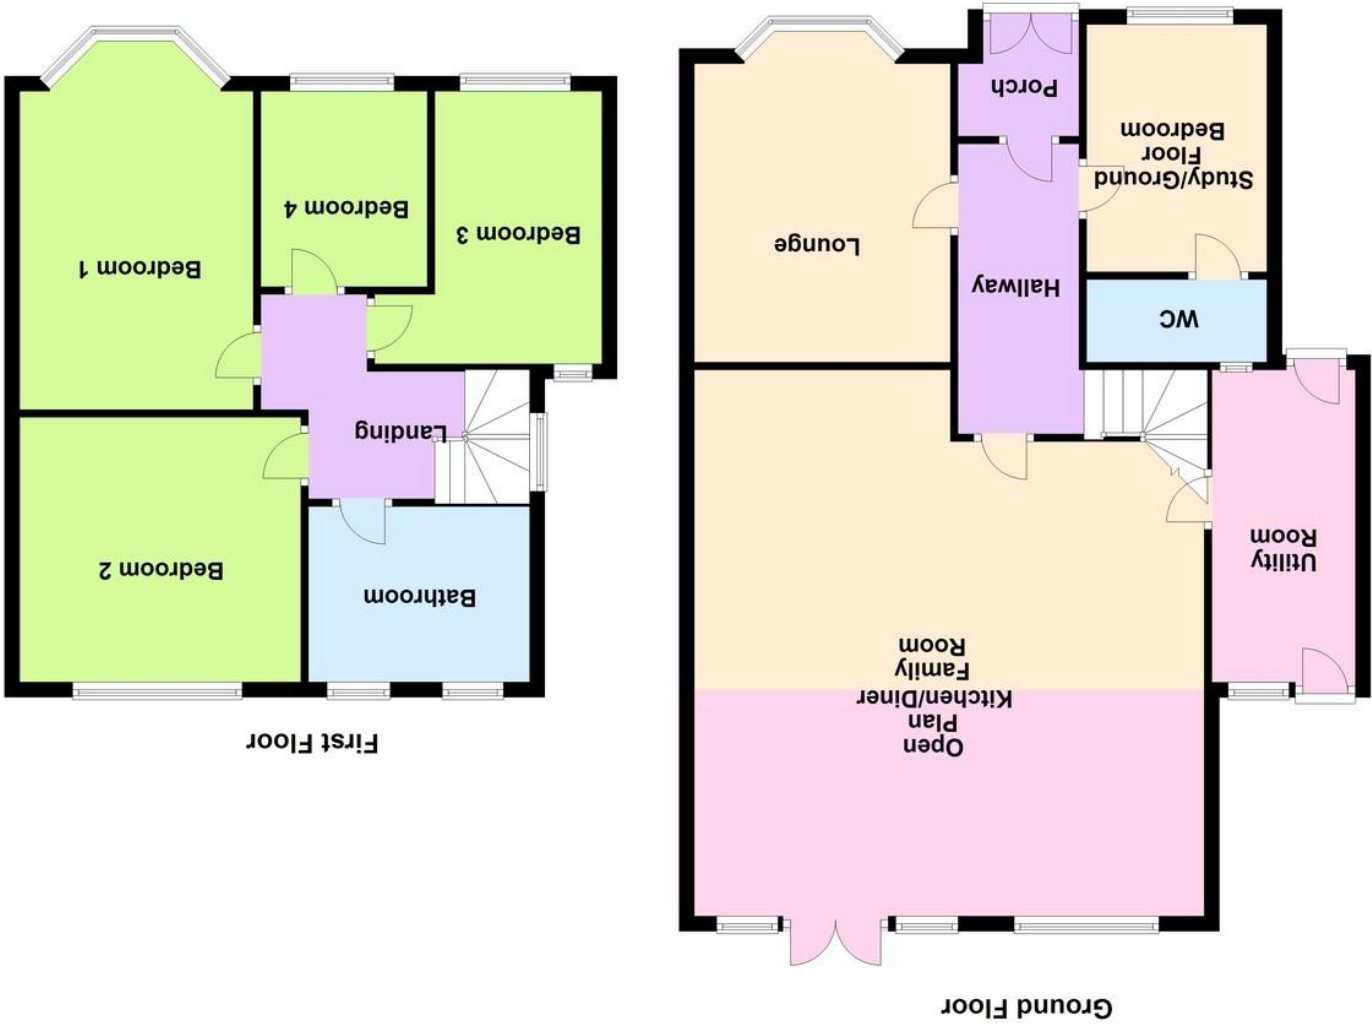 Ground Floor
Open
Plan
Kitchen/Diner
Family
Room
Utility
Room
WC
Hallway
Lounge
Study/Ground
Floor
Bedroom
Porch
First Floor
Bathroom
Bedroom 2
Landing
Bedroom 1
Bedroom 3
Bedroom 4